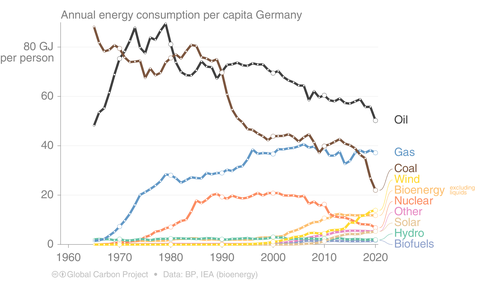 Annual energy consumption per capita Germany
80 GJ
per person
60
40
20
0
1960
1970
1980
1990
2000
2010
2020
Oil
Gas
Coal
Wind
Bioenergy excluding liquids
Nuclear
Other
Solar
Hydro
Biofuels
Global Carbon Project • Data: BP, IEA (bioenergy)